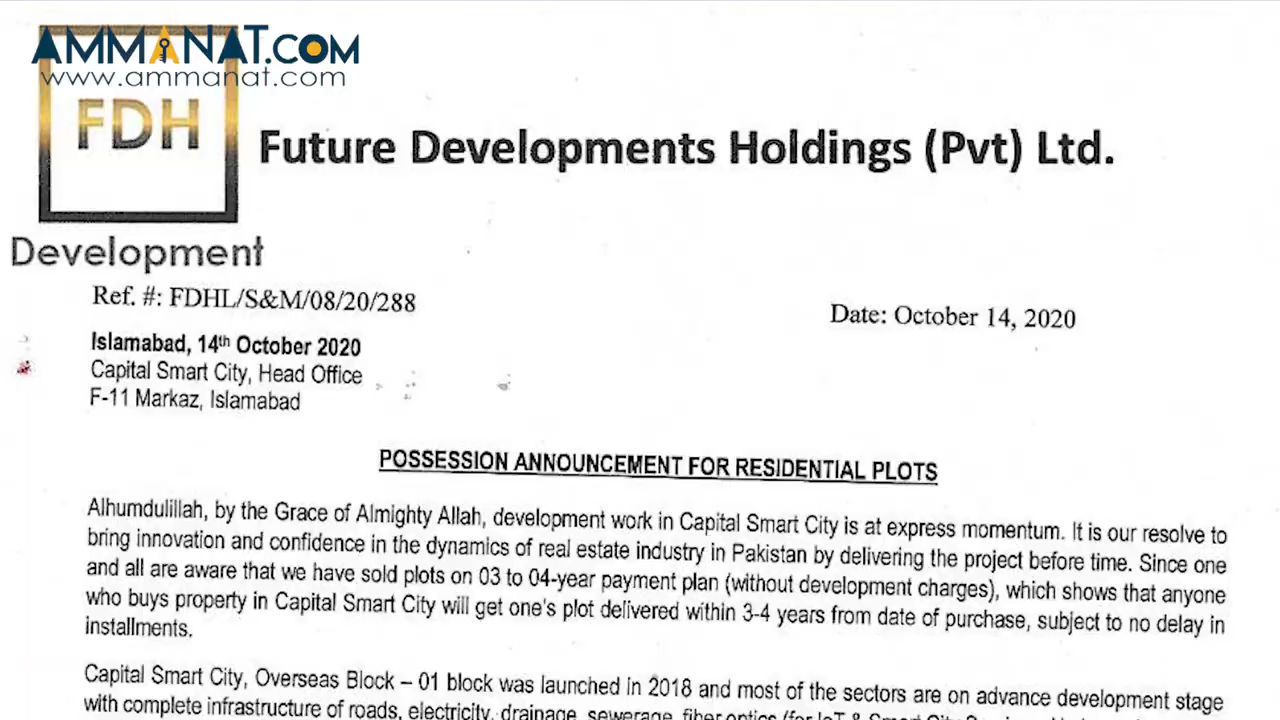 AMMANAT.COM
www.ammanat.com
FDH
Future Developments Holdings (Pvt) Ltd.
Development
Ref. #: FDHL/S&M/08/20/288
Date: October 14, 2020
Islamabad, 14th October 2020
Capital Smart City, Head Office
F-11 Markaz, Islamabad
POSSESSION ANNOUNCEMENT FOR RESIDENTIAL PLOTS
Alhumdulillah, by the Grace of Almighty Allah, development work in Capital Smart City is at express momentum. It is our resolve to
bring innovation and confidence in the dynamics of real estate industry in Pakistan by delivering the project before time. Since one
and all are aware that we have sold plots on 03 to 04-year payment plan (without development charges), which shows that anyone
who buys property in Capital Smart City will get one's plot delivered within 3-4 years from date of purchase, subject to no delay in
installments.
Capital Smart City, Overseas Block – 01 block was launched in 2018 and most of the sectors are on advance development stage
with complete infrastructure of roads, electricity, drainage, sewerage, fiber optics (for IoT & Smart City